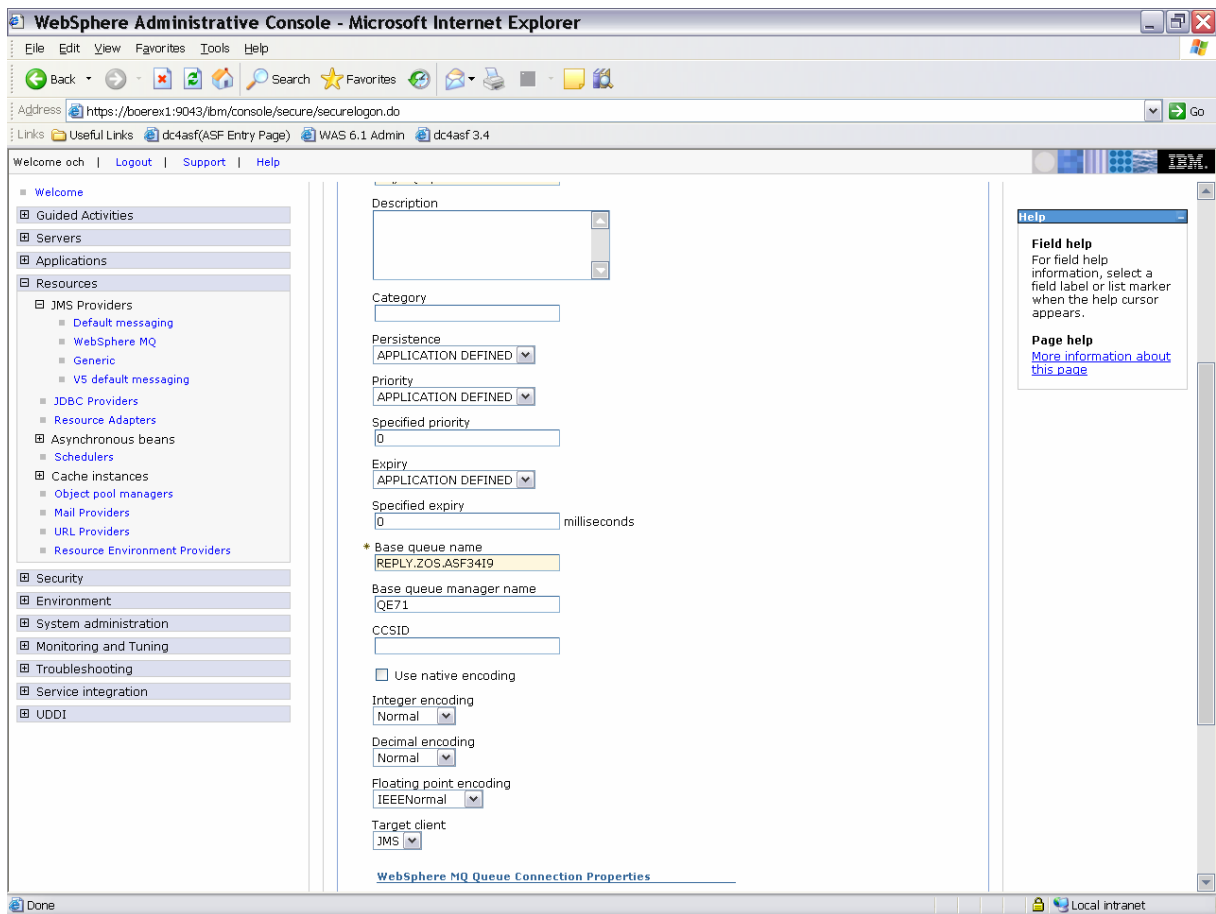 WebSphere Administrative Console - Microsoft Internet Explorer
File Edit View Favorites Tools Help
Back Search Favorites
Address https://boerex1:9043/ibm/console/secure/securelogon.do Go
Links Useful Links dc4asf(ASF Entry Page) WAS 6.1 Admin dc4asf 3.4
Welcome och | Logout | Support | Help IBM.
Welcome
Guided Activities
Servers
Applications
Resources
JMS Providers
Default messaging
WebSphere MQ
Generic
V5 default messaging
JDBC Providers
Resource Adapters
Asynchronous beans
Schedulers
Cache instances
Object pool managers
Mail Providers
URL Providers
Resource Environment Providers
Security
Environment
System administration
Monitoring and Tuning
Troubleshooting
Service integration
UDDI
Description
Category
Persistence
APPLICATION DEFINED
Priority
APPLICATION DEFINED
Specified priority
0
Expiry
APPLICATION DEFINED
Specified expiry
0 milliseconds
* Base queue name
REPLY.ZOS.ASF34I9
Base queue manager name
QE71
CCSID
Use native encoding
Integer encoding
Normal
Decimal encoding
Normal
Floating point encoding
IEEENormal
Target client
JMS
WebSphere MQ Queue Connection Properties
Help
Field help
For field help
information, select a
field label or list marker
when the help cursor
appears.
Page help
More information about
this page
Done Local intranet